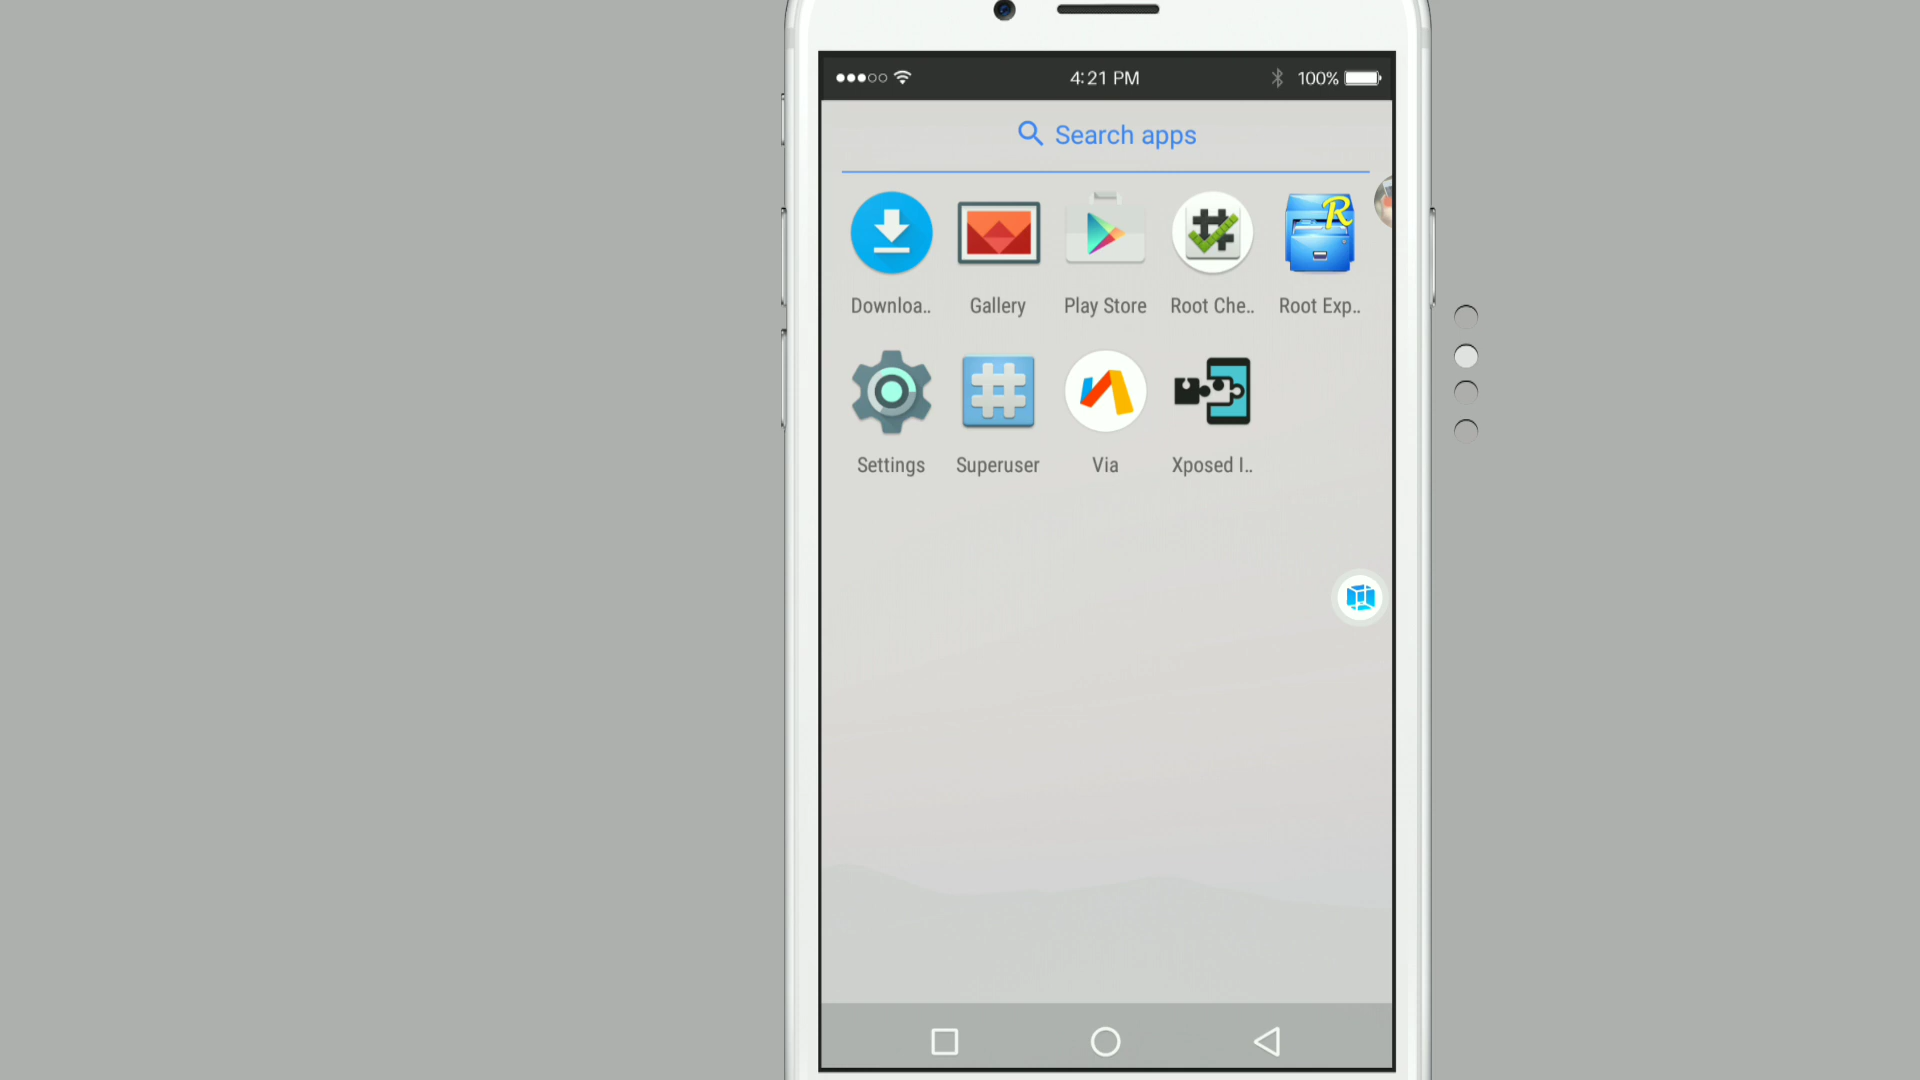 4:21 PM
100%
Search apps
Downloa..
Gallery
Play Store
Root Che..
Root Exp..
Settings
Superuser
Via
Xposed I..